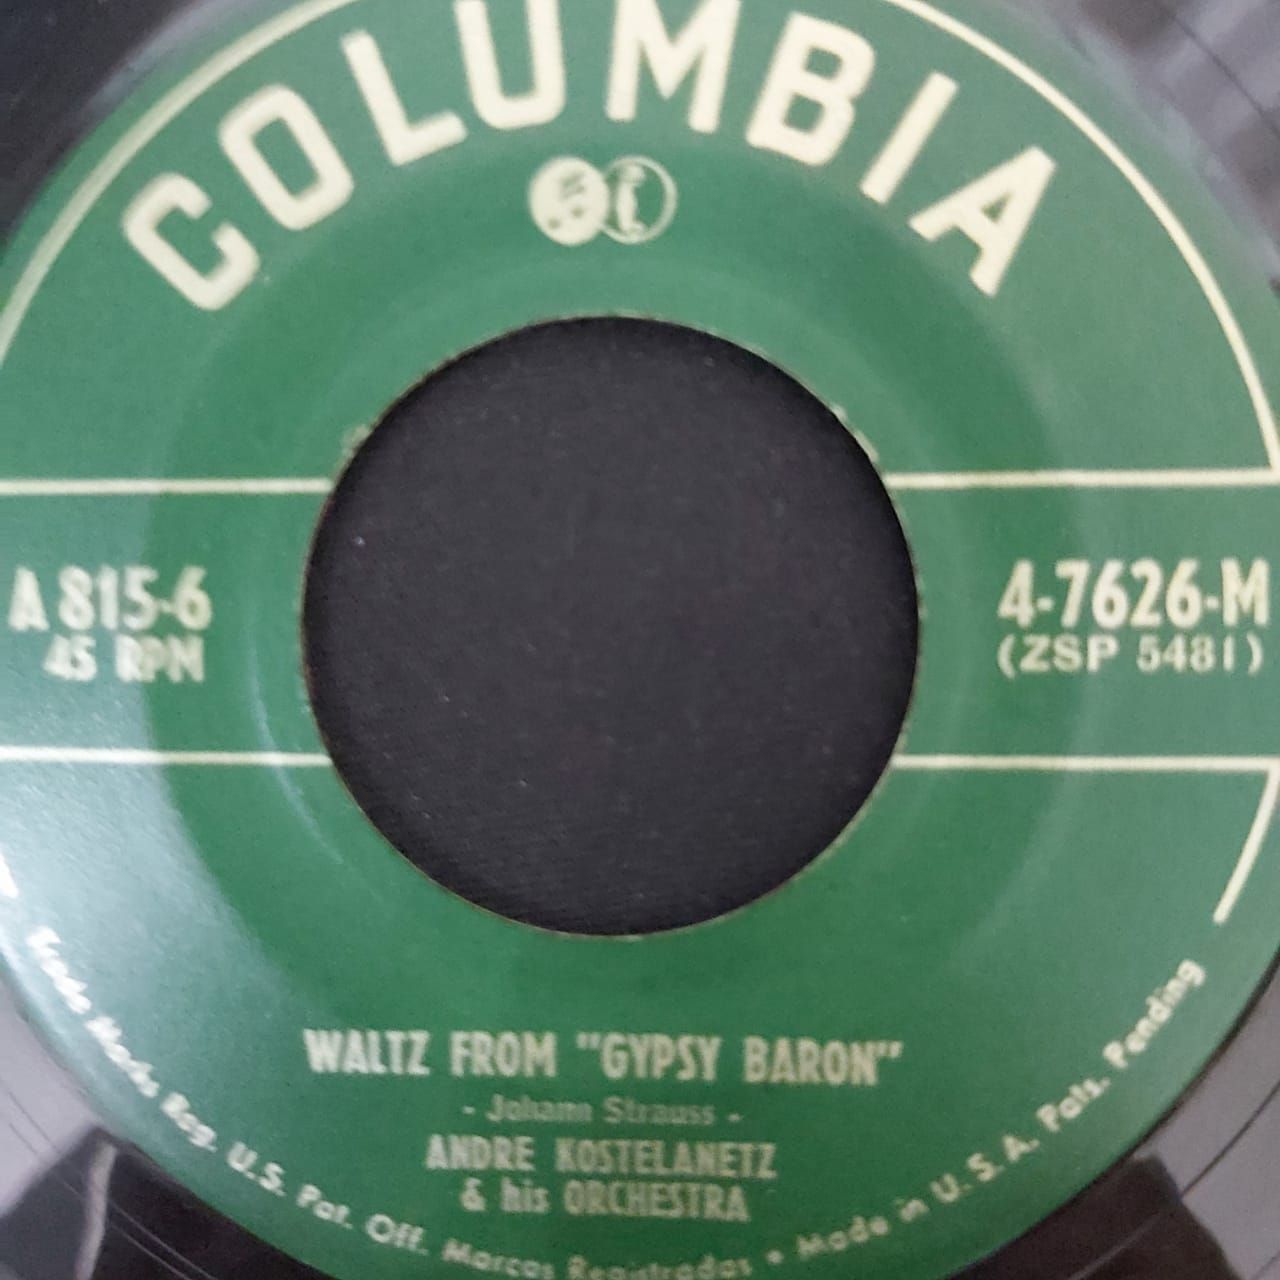 COLUMBIA
A 815-6
45 RPM
4-7626-M
(ZSP 5481)
WALTZ FROM "GYPSY BARON"
- Johann Strauss -
ANDRE KOSTELANETZ
& his ORCHESTRA
Trade Marks Reg. U.S. Pat. Off. Marcas Registradas • Made in U.S.A. Pats. Pending